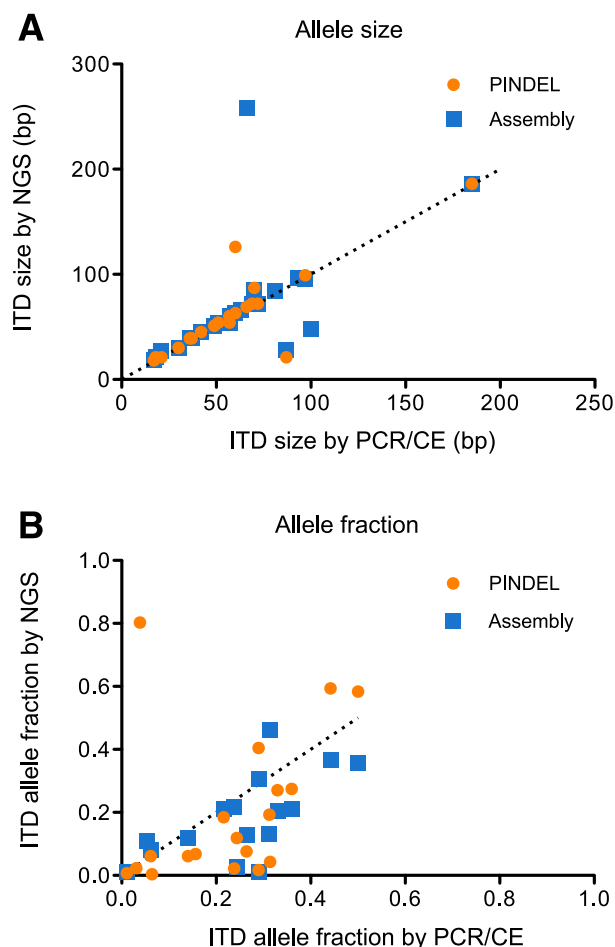 A
Allele size
300
PINDEL
Assembly
200
100
0
ITD size by NGS (bp)
0 50 100 150 200 250
ITD size by PCR/CE (bp)
B
Allele fraction
1.0
PINDEL
0.8
Assembly
0.6
0.4
0.2
0.0
ITD allele fraction by NGS
0.0 0.2 0.4 0.6 0.8 1.0
ITD allele fraction by PCR/CE